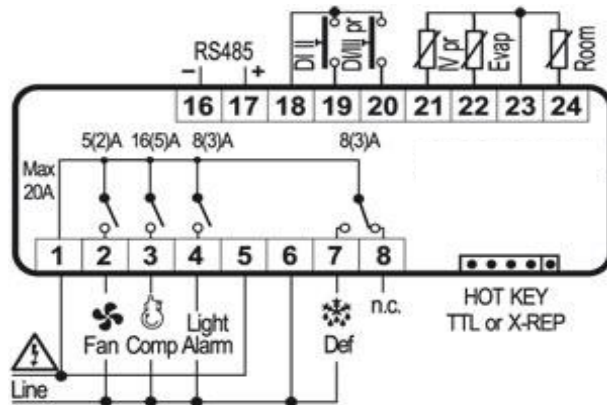 RS485
− +
DI II
DI/III pr
IV pr
Evap
Room
16 17 18 19 20 21 22 23 24
5(2)A 16(5)A 8(3)A 8(3)A
Max
20A
1 2 3 4 5 6 7 8
Fan Comp Light
Alarm
Def
n.c.
HOT KEY
TTL or X-REP
Line